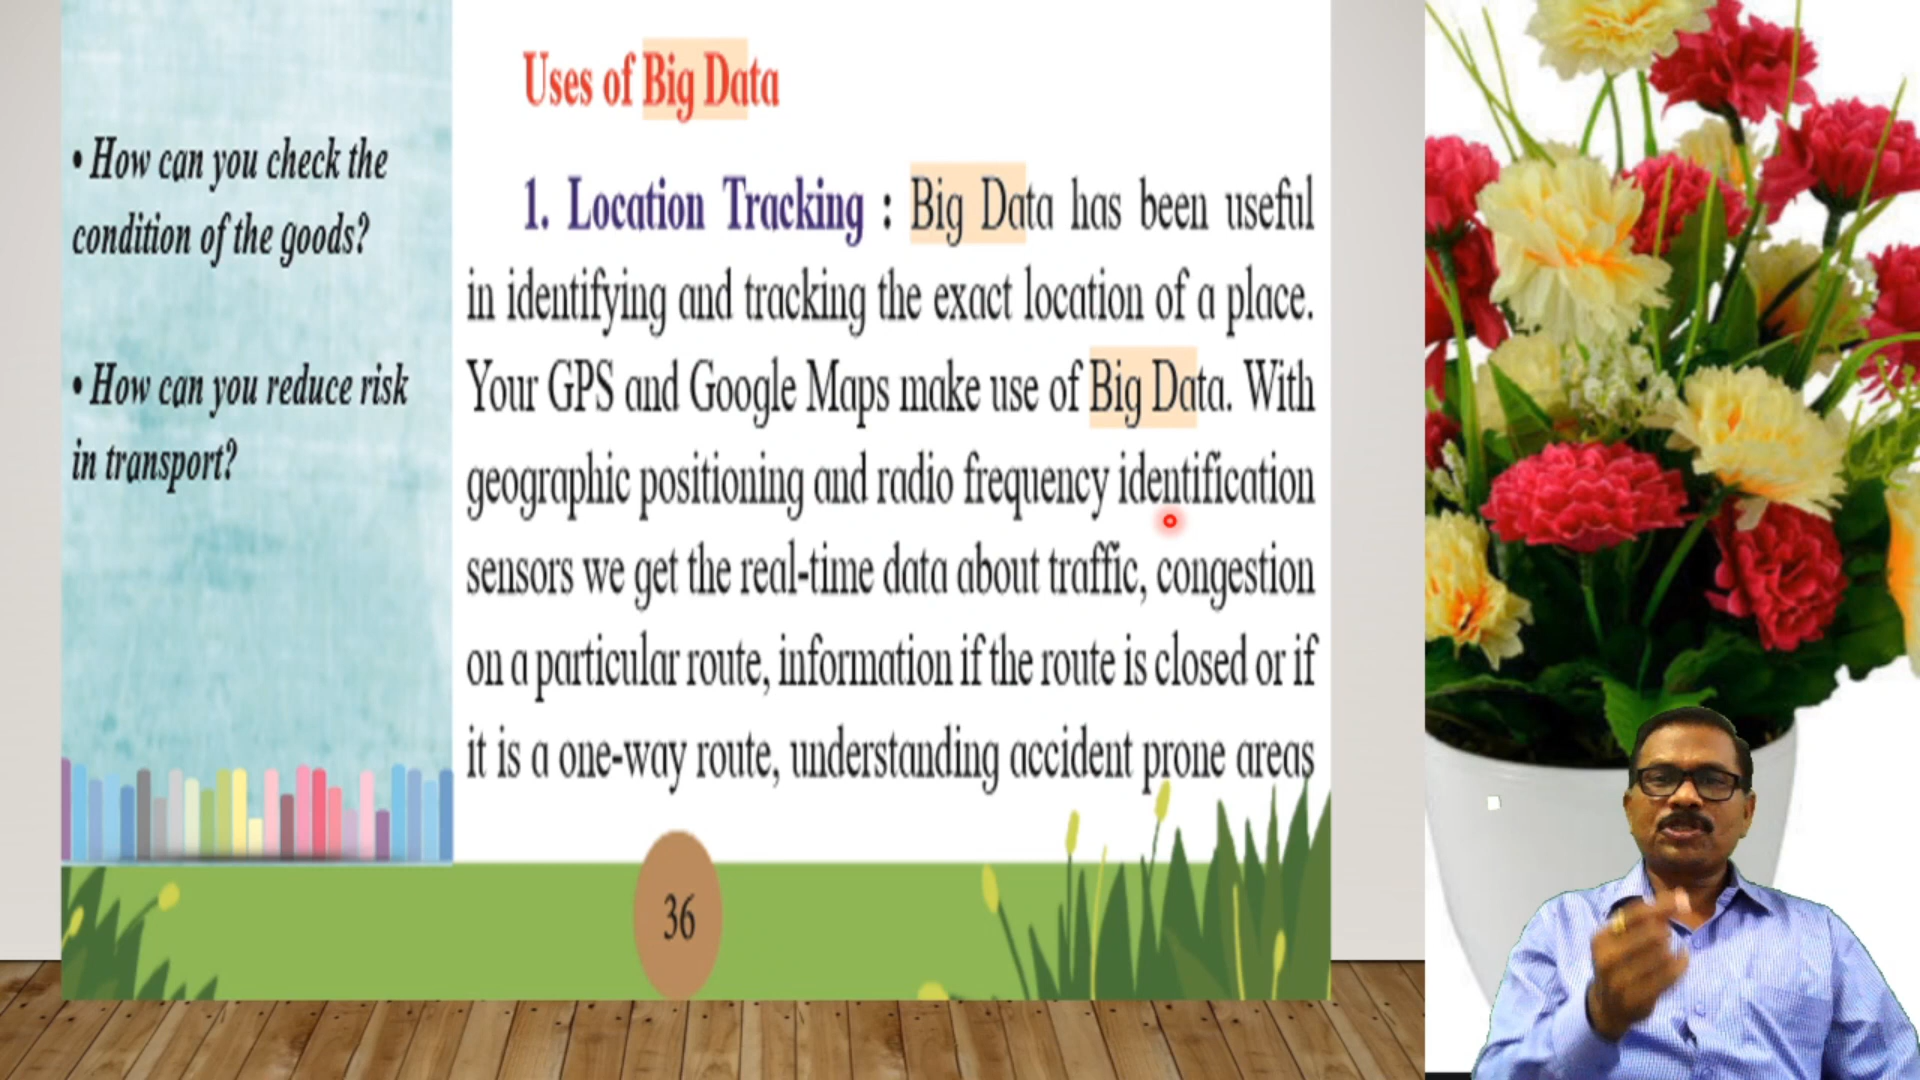 • How can you check the
condition of the goods?
• How can you reduce risk
in transport?
Uses of Big Data
1. Location Tracking : Big Data has been useful
in identifying and tracking the exact location of a place.
Your GPS and Google Maps make use of Big Data. With
geographic positioning and radio frequency identification
sensors we get the real-time data about traffic, congestion
on a particular route, information if the route is closed or if
it is a one-way route, understanding accident prone areas
36